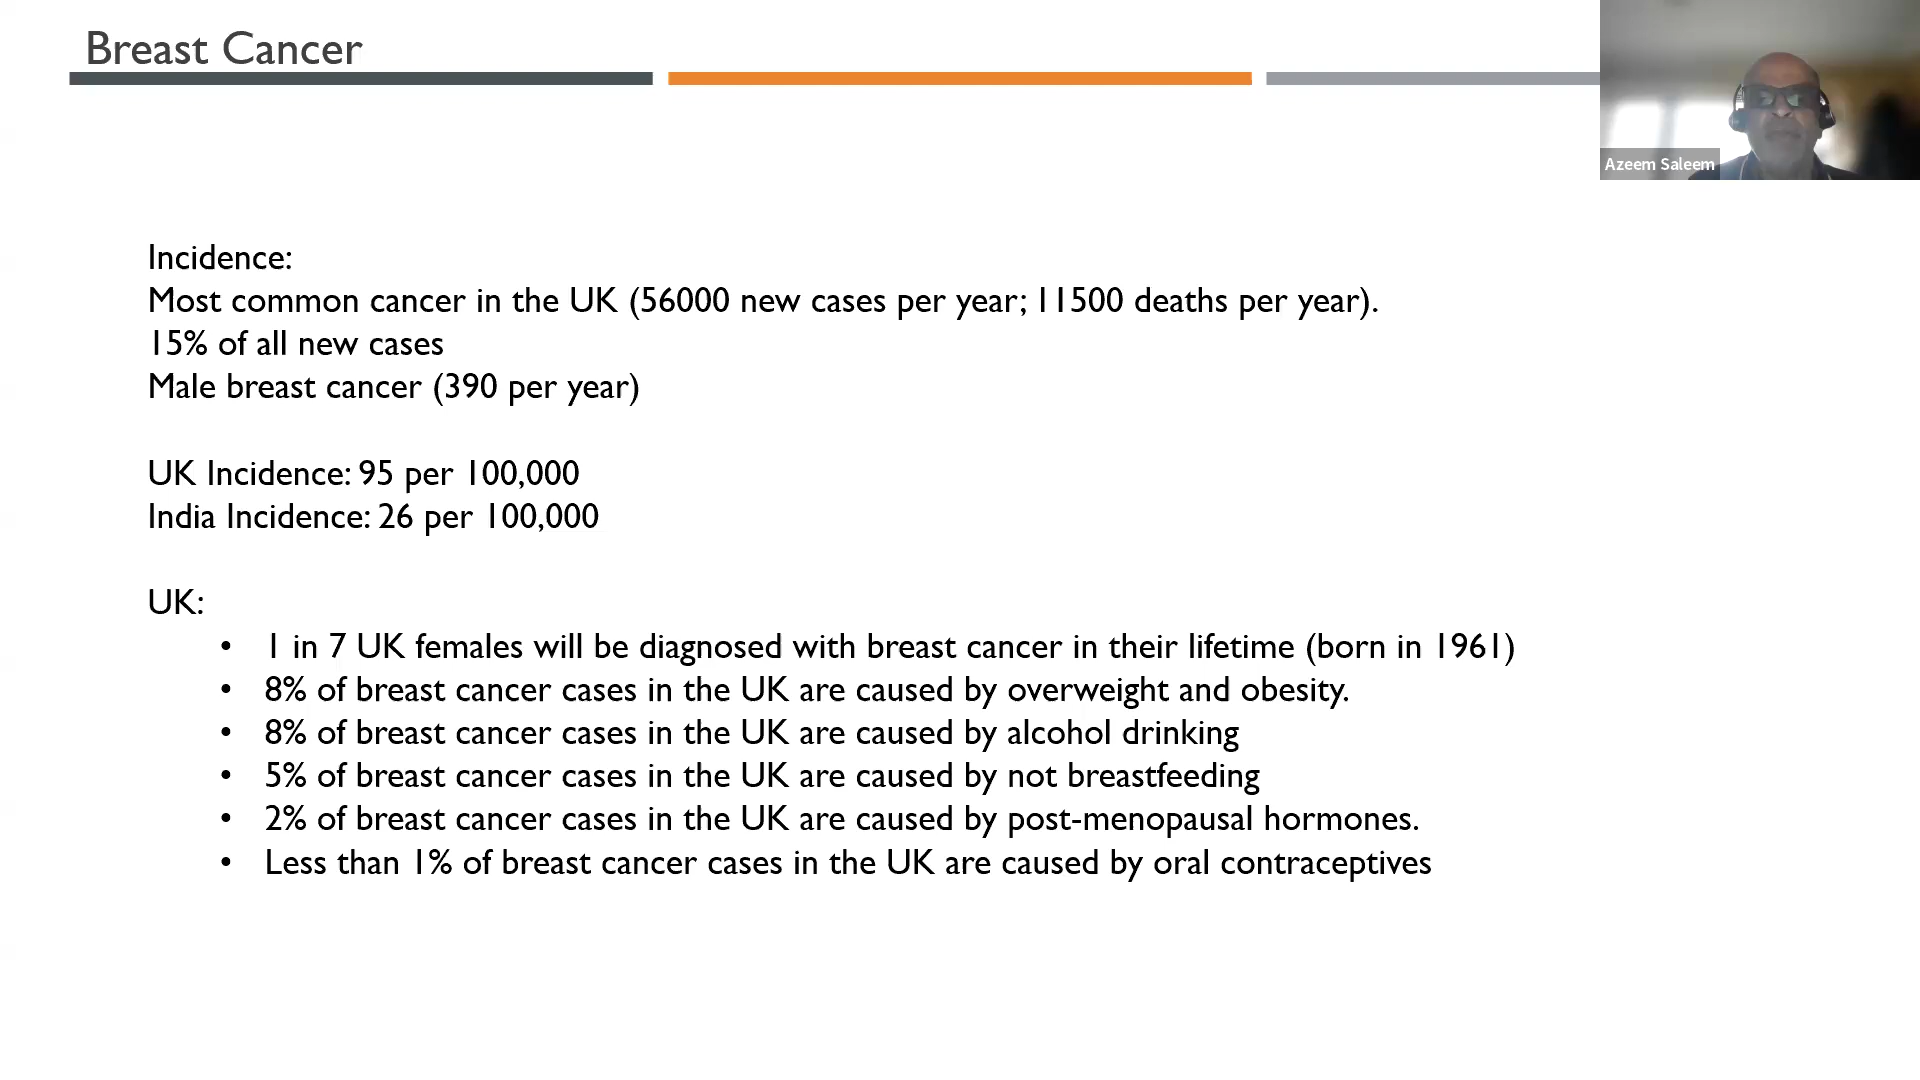 Breast Cancer
Azeem Saleem
Incidence:
Most common cancer in the UK (56000 new cases per year; 11500 deaths per year).
15% of all new cases
Male breast cancer (390 per year)
UK Incidence: 95 per 100,000
India Incidence: 26 per 100,000
UK:
• 1 in 7 UK females will be diagnosed with breast cancer in their lifetime (born in 1961)
• 8% of breast cancer cases in the UK are caused by overweight and obesity.
• 8% of breast cancer cases in the UK are caused by alcohol drinking
• 5% of breast cancer cases in the UK are caused by not breastfeeding
• 2% of breast cancer cases in the UK are caused by post-menopausal hormones.
• Less than 1% of breast cancer cases in the UK are caused by oral contraceptives